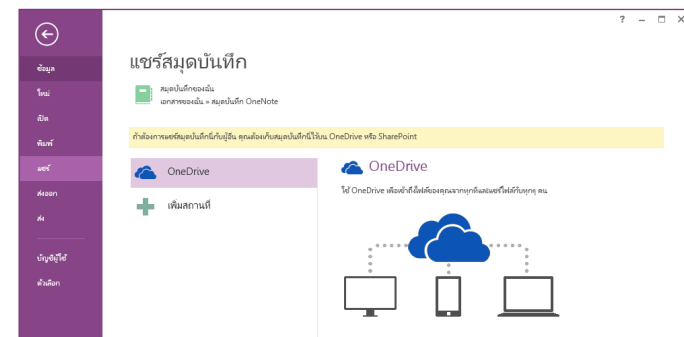 ? – □ ×
ข้อมูล
ใหม่
เปิด
พิมพ์
แชร์
ส่งออก
ส่ง
บัญชีผู้ใช้
ตัวเลือก
แชร์สมุดบันทึก
สมุดบันทึกของฉัน
เอกสารของฉัน » สมุดบันทึก OneNote
ถ้าต้องการแชร์สมุดบันทึกนี้กับผู้อื่น คุณต้องเก็บสมุดบันทึกนี้ไว้บน OneDrive หรือ SharePoint
OneDrive
เพิ่มสถานที่
OneDrive
ใช้ OneDrive เพื่อเข้าถึงไฟล์ของคุณจากทุกที่และแชร์ไฟล์กับทุกๆ คน